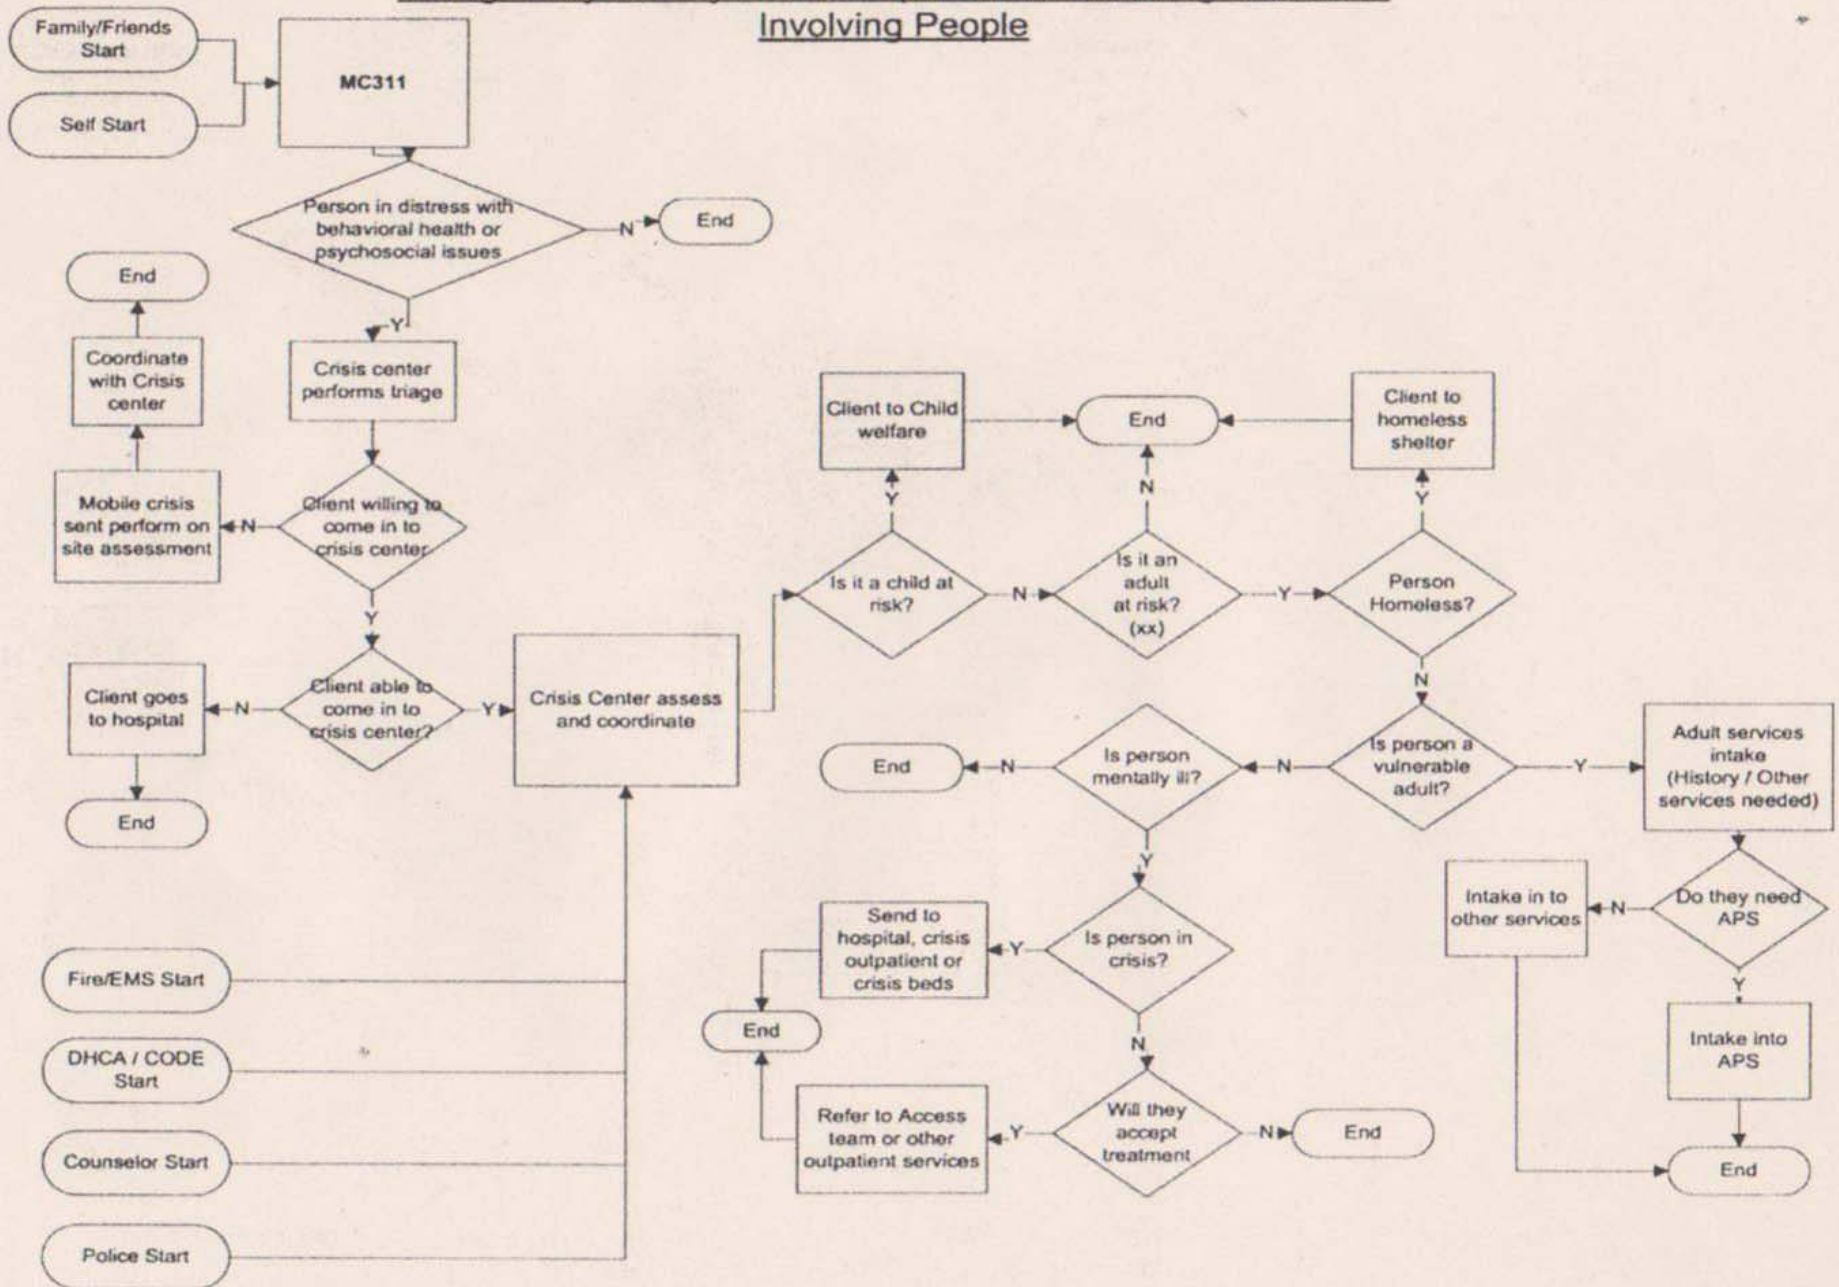 Involving People
Family/Friends
Start
Self Start
MC311
Person in distress with
behavioral health or
psychosocial issues
N
End
Y
End
Coordinate
with Crisis
center
Crisis center
performs triage
Mobile crisis
sent perform on
site assessment
N
Client willing to
come in to
crisis center
Y
Client goes
to hospital
N
Client able to
come in to
crisis center?
Y
Crisis Center assess
and coordinate
End
Client to Child
welfare
End
Client to
homeless
shelter
Y
N
Y
Is it a child at
risk?
N
Is it an
adult
at risk?
(xx)
Y
Person
Homeless?
N
End
N
Is person
mentally ill?
N
Is person a
vulnerable
adult?
Y
Adult services
intake
(History / Other
services needed)
Y
Intake in to
other services
N
Do they need
APS
Send to
hospital, crisis
outpatient or
crisis beds
Y
Is person in
crisis?
Y
End
N
Intake into
APS
Refer to Access
team or other
outpatient services
Y
Will they
accept
treatment
N
End
End
Fire/EMS Start
DHCA / CODE
Start
Counselor Start
Police Start